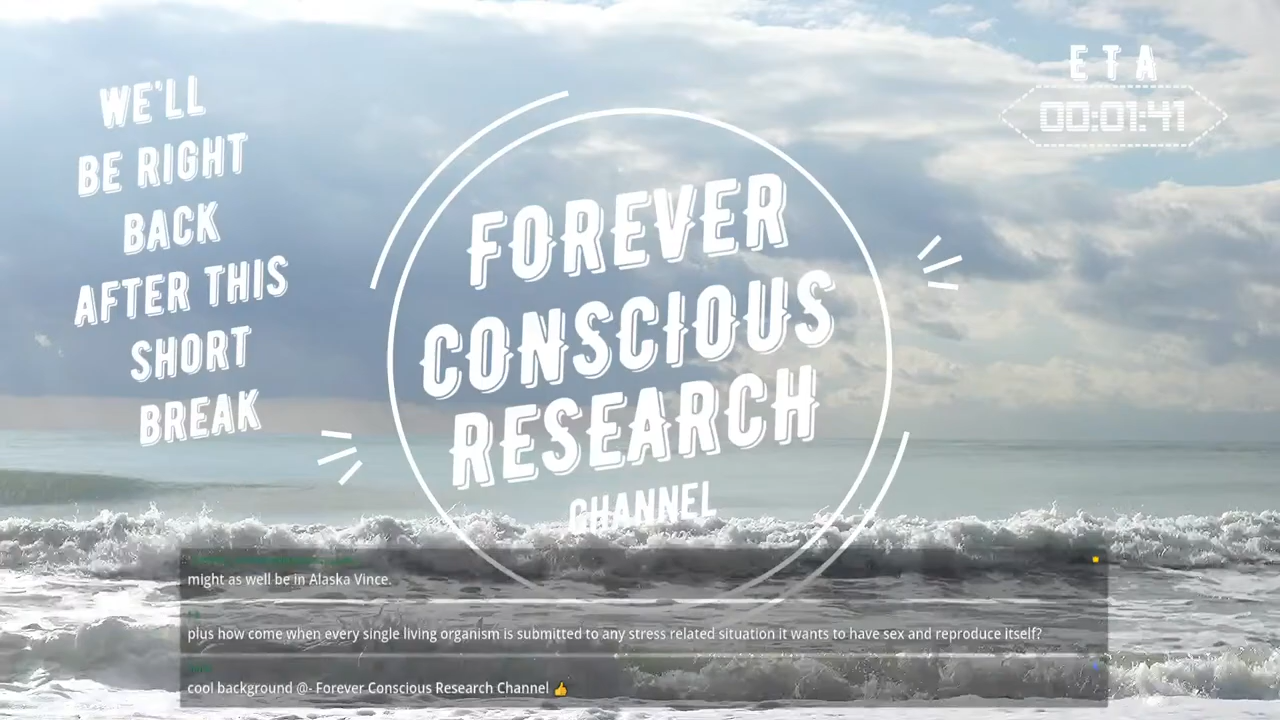 WE'LL
BE RIGHT
BACK
AFTER THIS
SHORT
BREAK
FOREVER
CONSCIOUS
RESEARCH
CHANNEL
ETA
00:01:41
might as well be in Alaska Vince.
plus how come when every single living organism is submitted to any stress related situation it wants to have sex and reproduce itself?
cool background @- Forever Conscious Research Channel 👍